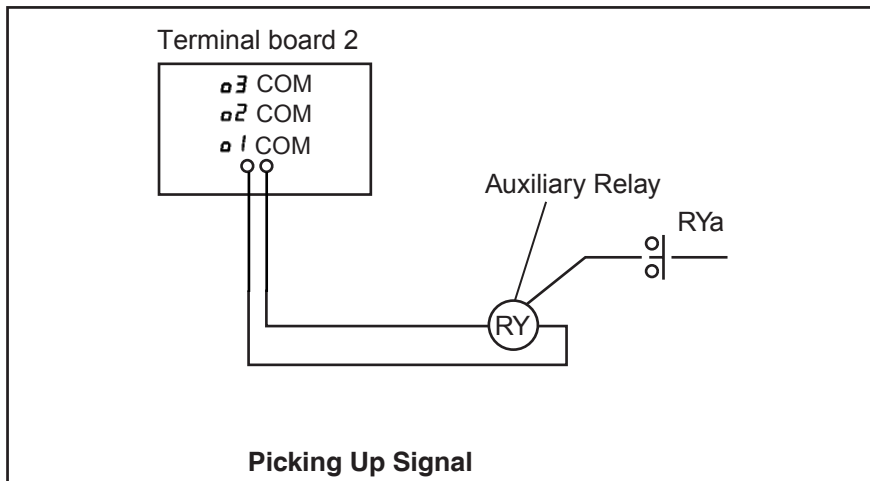 Terminal board 2
o3 COM
o2 COM
o1 COM
Auxiliary Relay
RYa
RY
Picking Up Signal